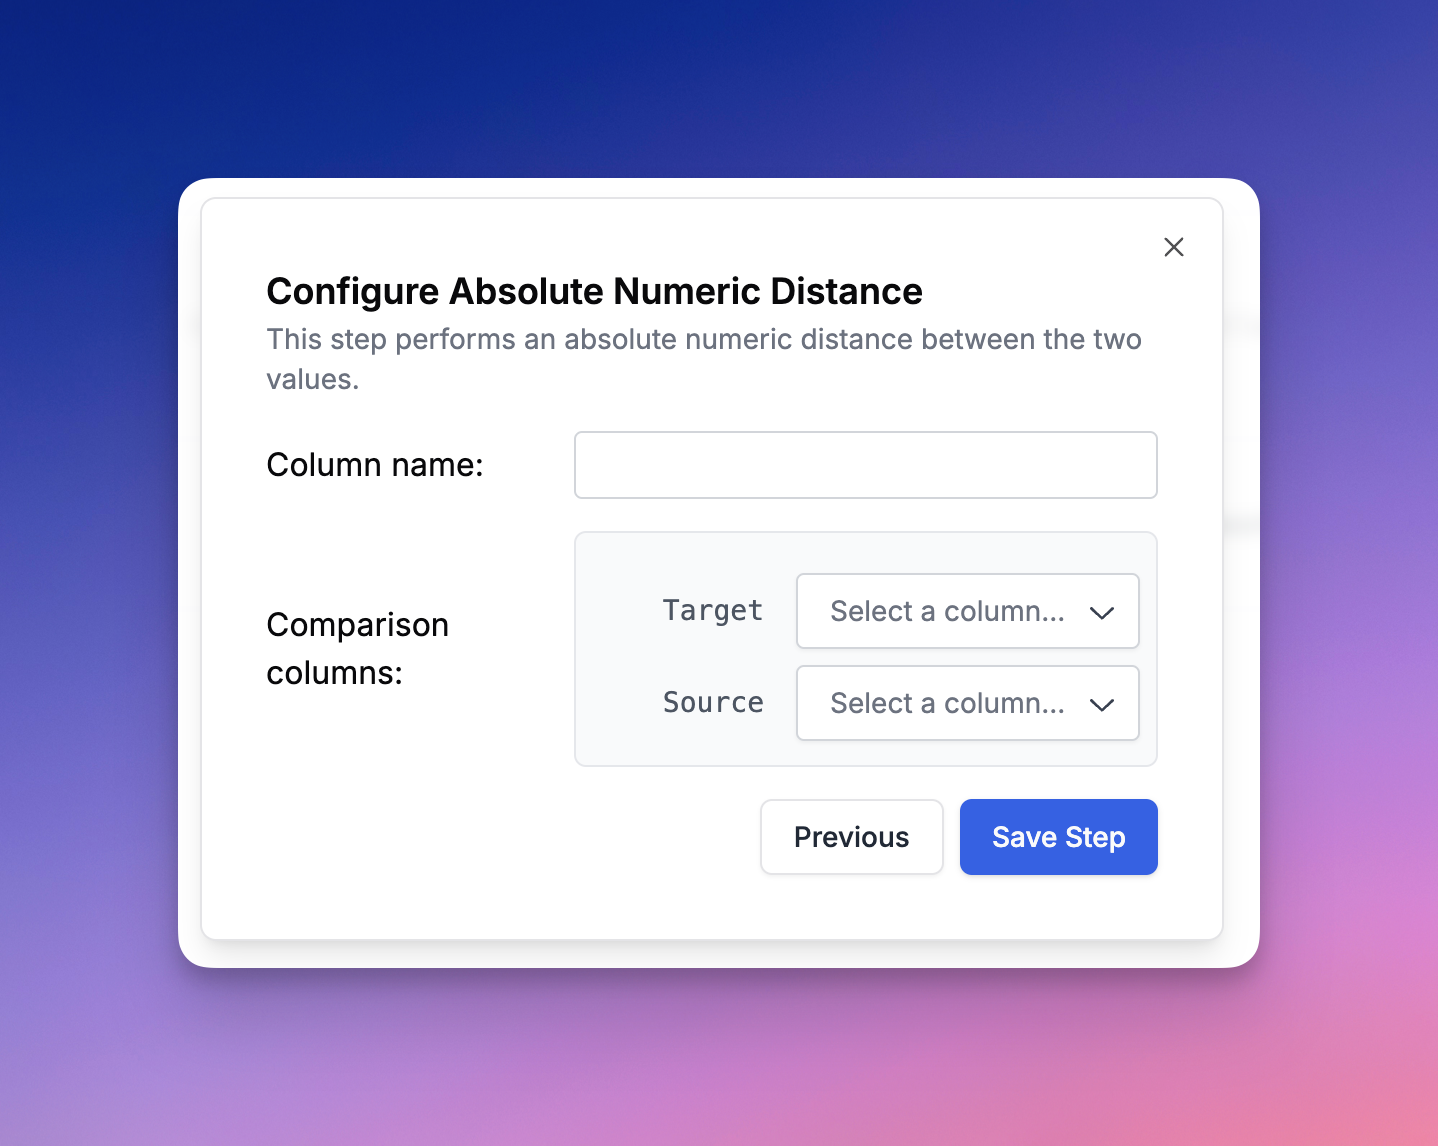 Configure Absolute Numeric Distance
This step performs an absolute numeric distance between the two
values.
Column name:
Comparison
columns:
Target
Select a column...
Source
Select a column...
Previous
Save Step